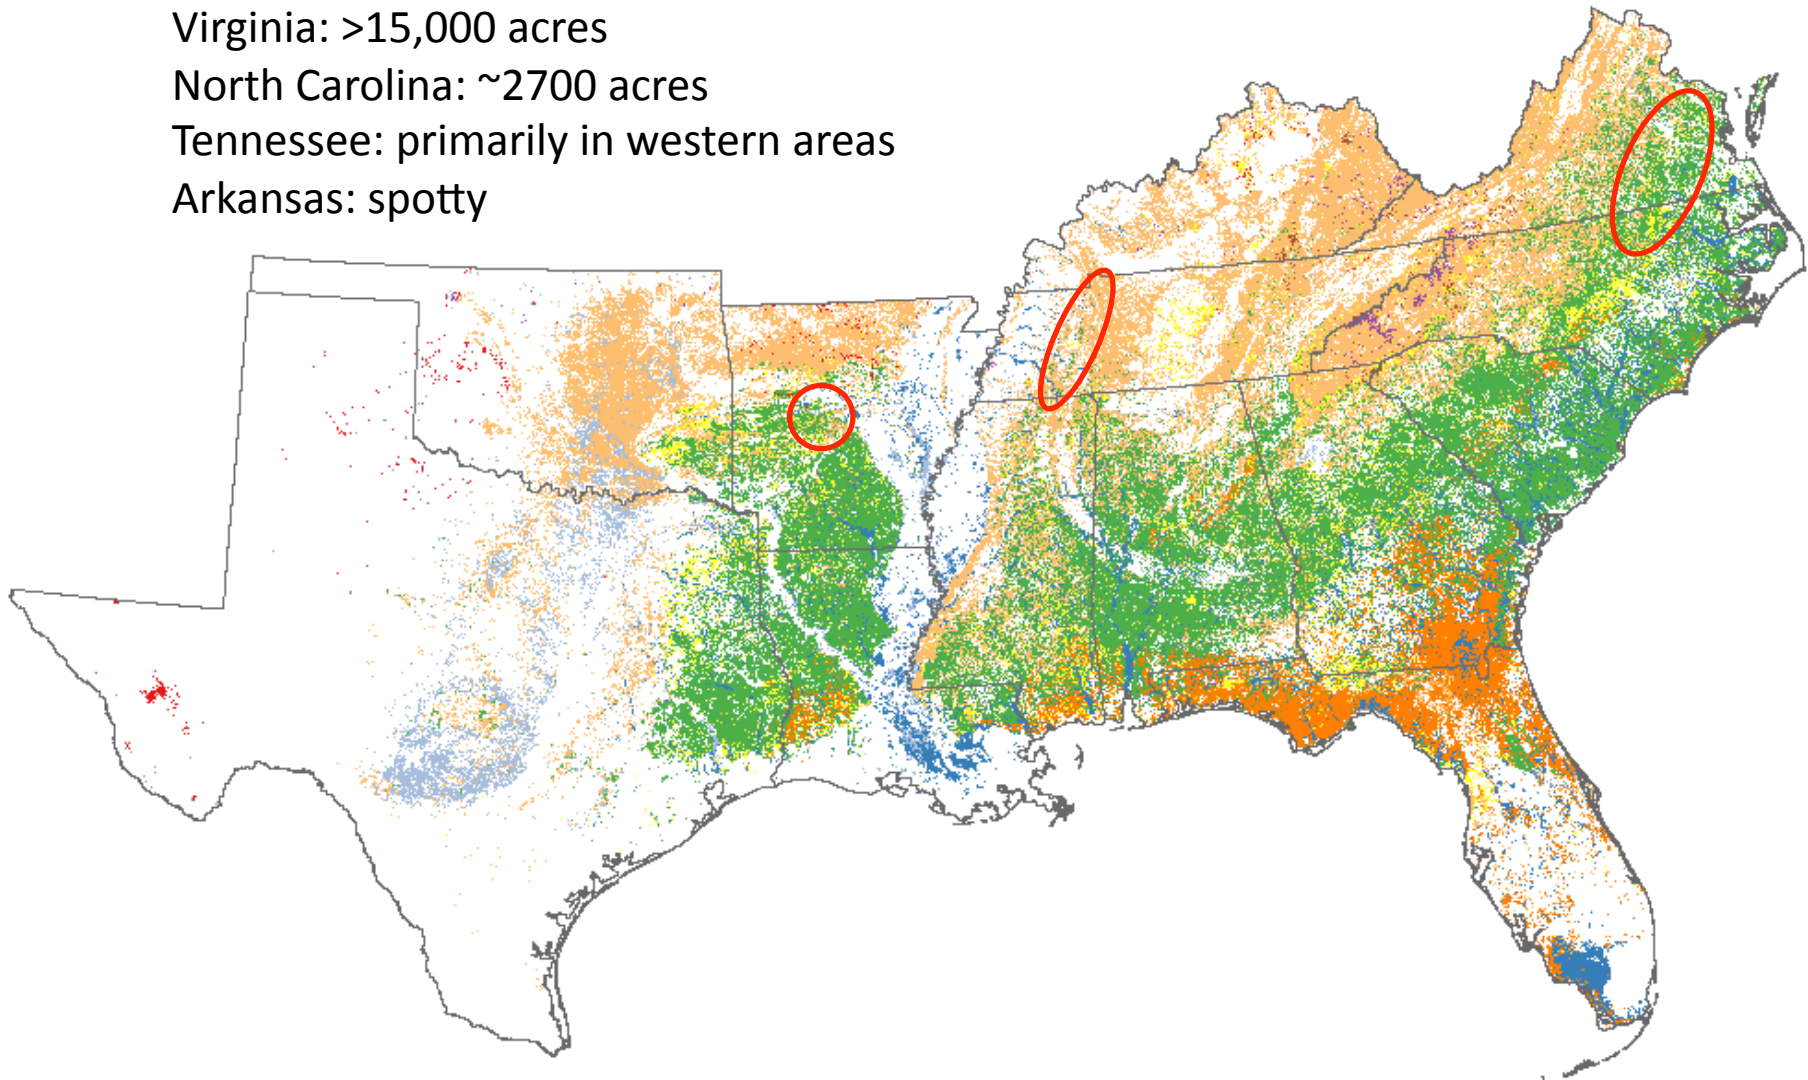 Virginia: >15,000 acres
North Carolina: ~2700 acres
Tennessee: primarily in western areas
Arkansas: spotty